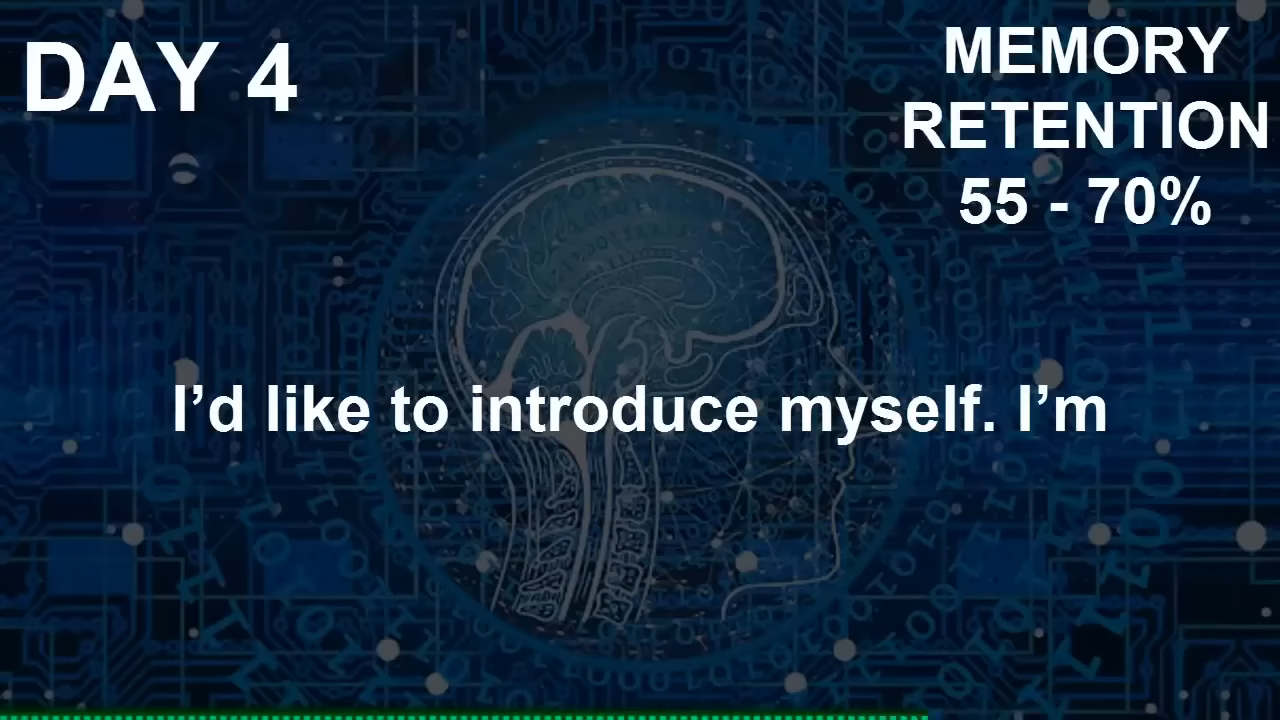 DAY 4
MEMORY
RETENTION
55 - 70%
I’d like to introduce myself. I’m